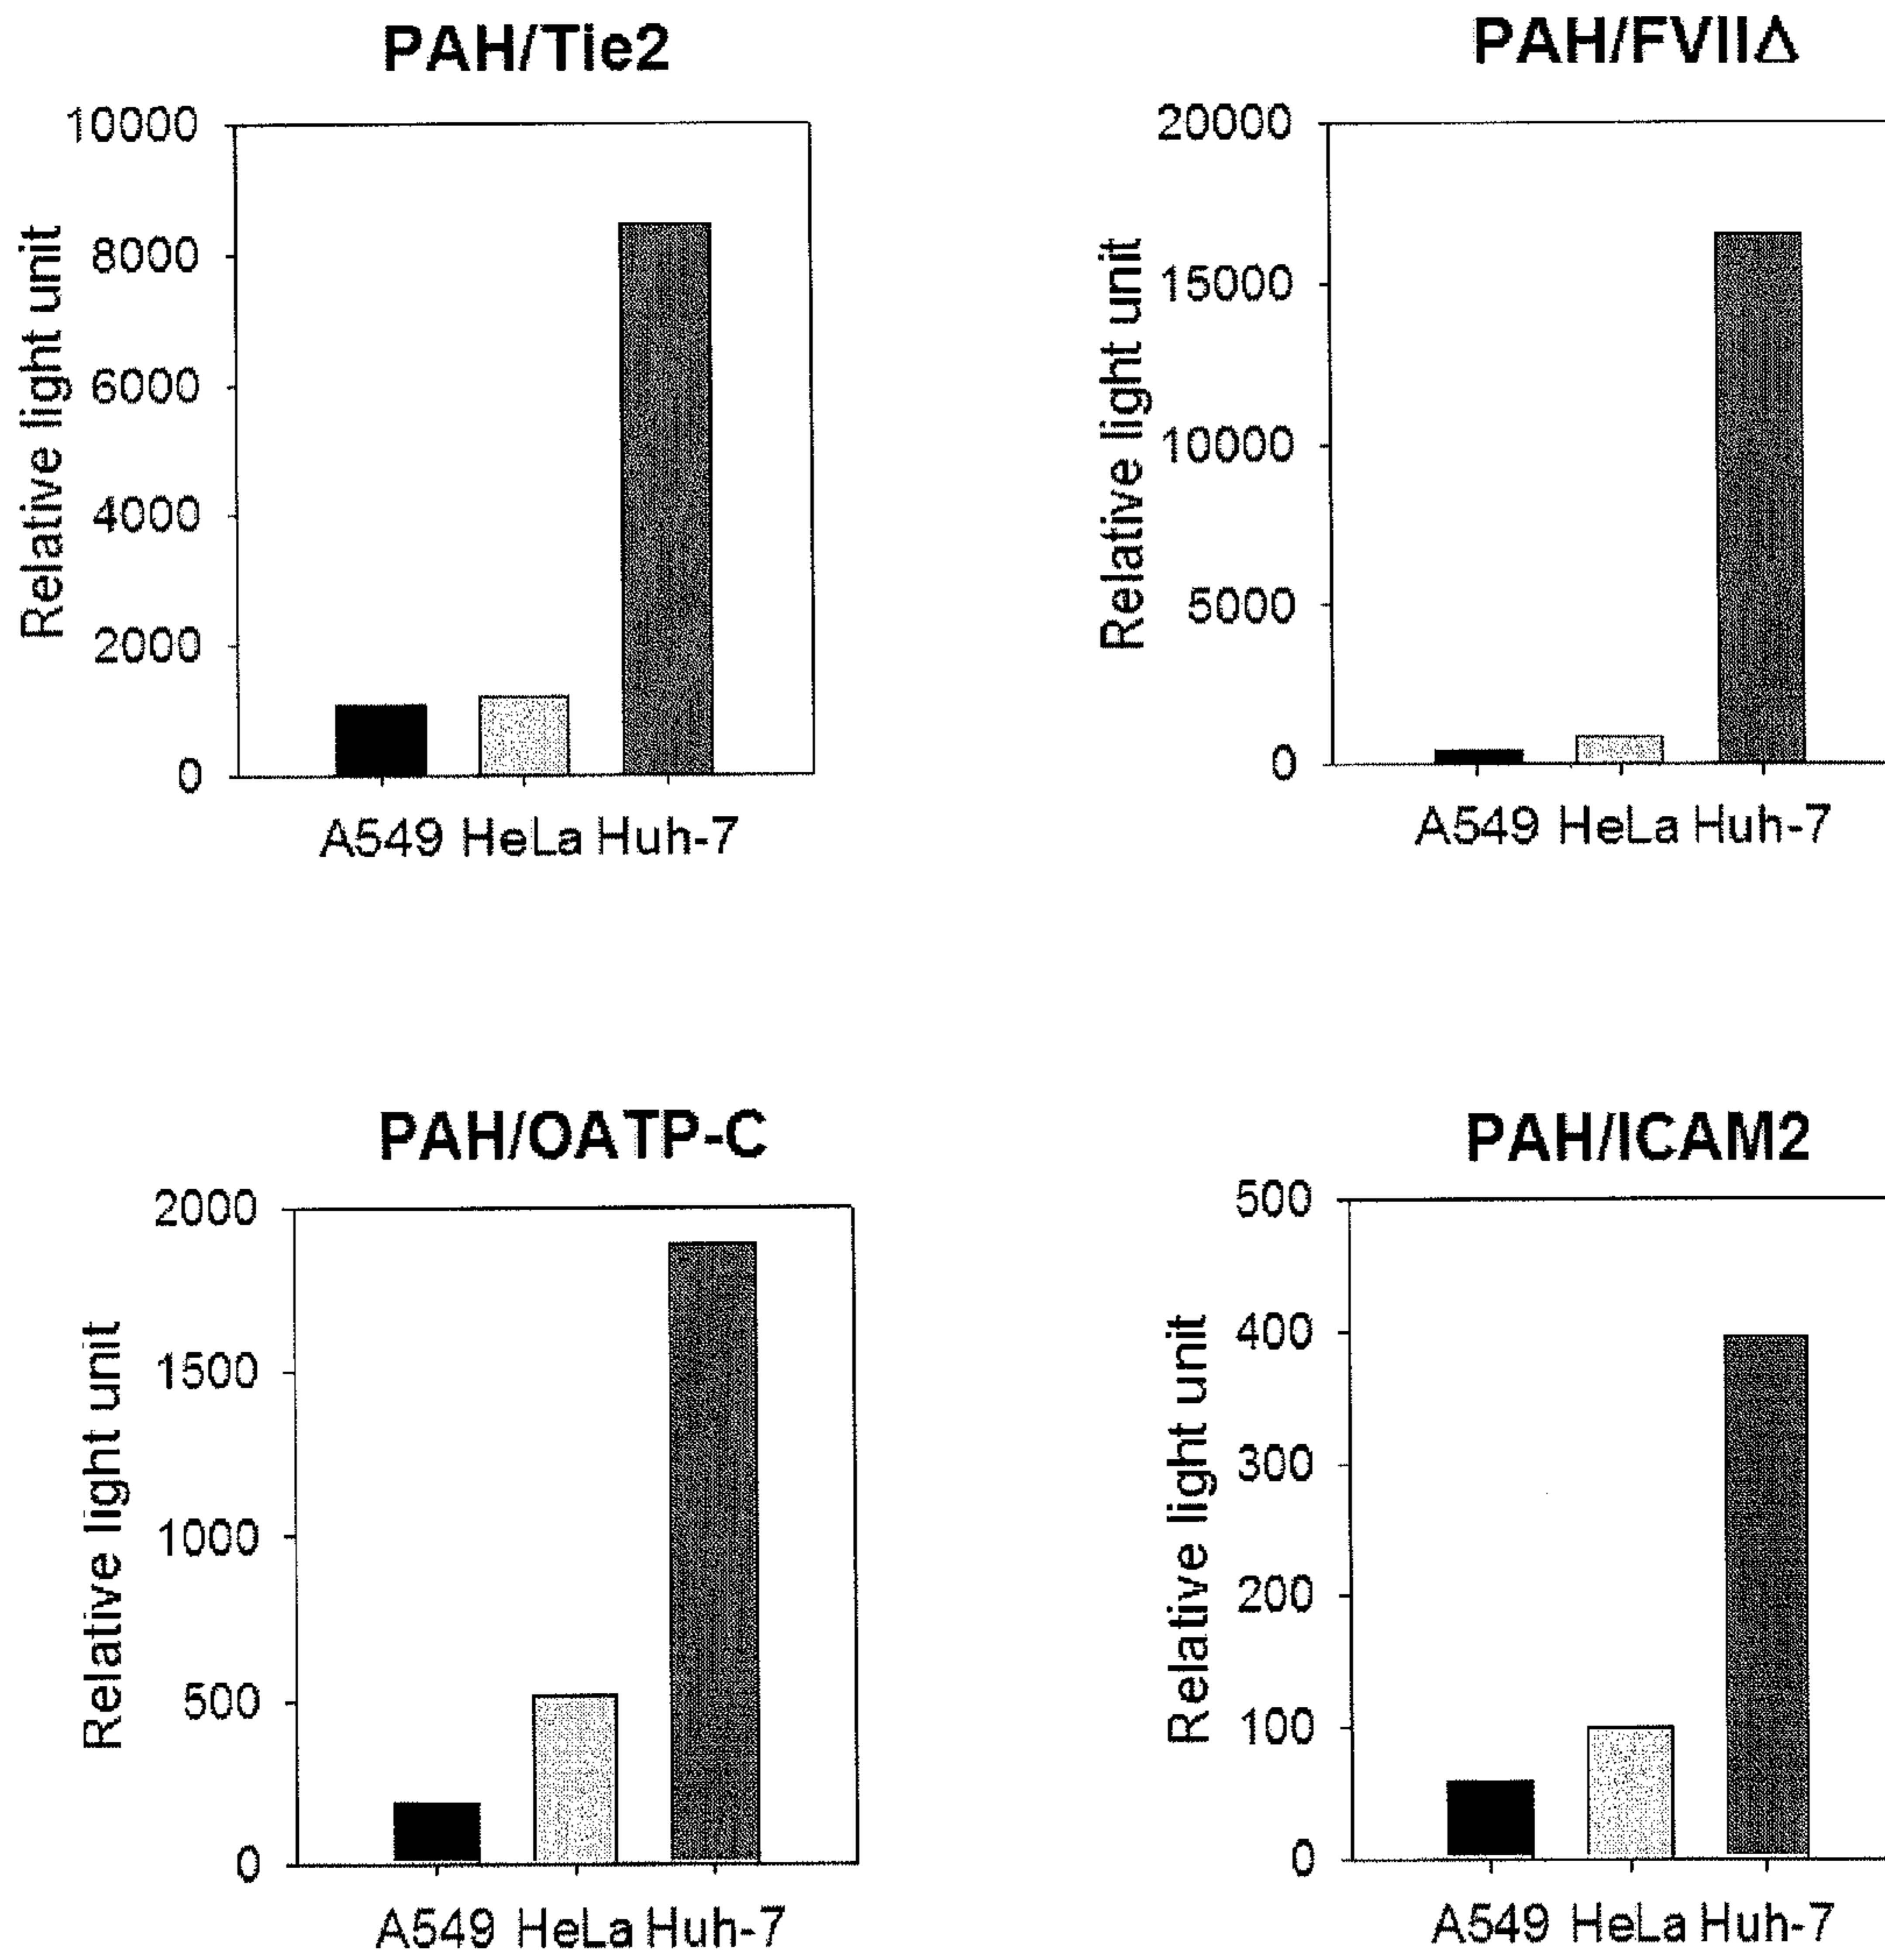 PAH/Tie2
Relative light unit
10000
8000
6000
4000
2000
0
A549 HeLa Huh-7
PAH/FVIIΔ
Relative light unit
20000
15000
10000
5000
0
A549 HeLa Huh-7
PAH/OATP-C
Relative light unit
2000
1500
1000
500
0
A549 HeLa Huh-7
PAH/ICAM2
Relative light unit
500
400
300
200
100
0
A549 HeLa Huh-7